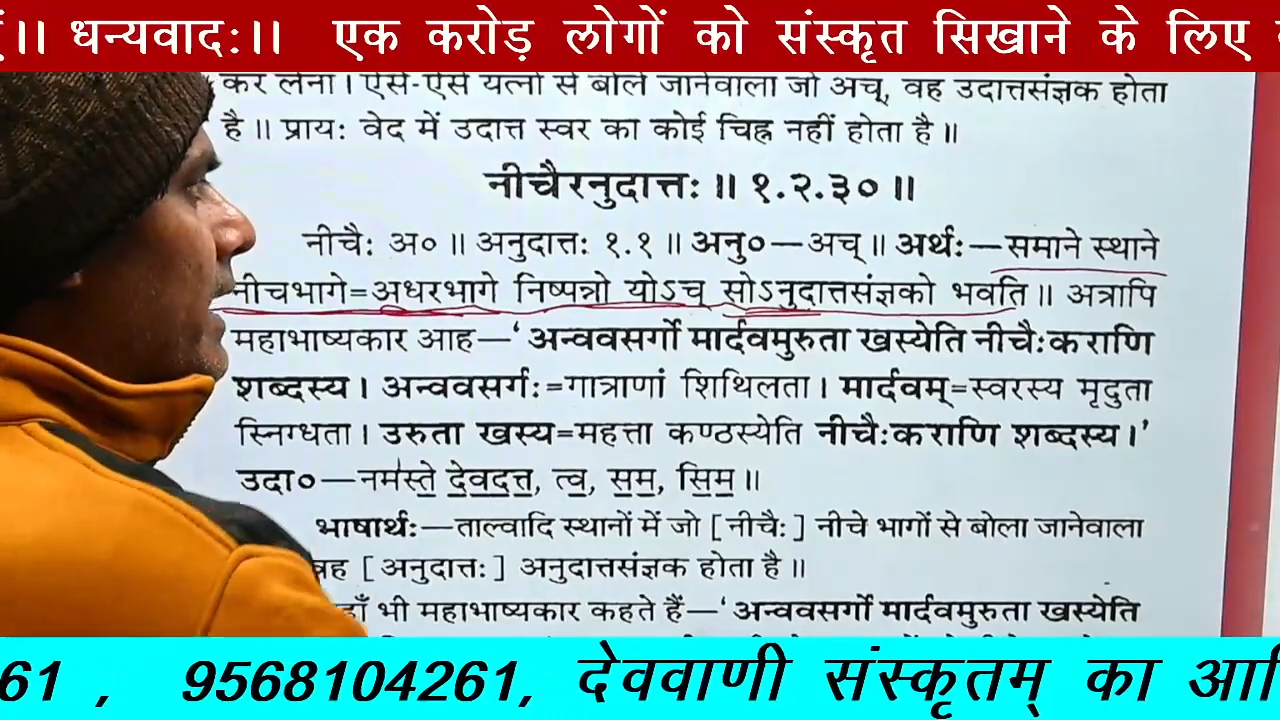 ।। धन्यवादः।। एक करोड़ लोगों को संस्कृत सिखाने के लिए
कर लेना । ऐसे-ऐसे यत्नों से बोले जानेवाला जो अच्, वह उदात्तसंज्ञक होता
है ॥ प्रायः वेद में उदात्त स्वर का कोई चिह्न नहीं होता है ॥
नीचैरनुदात्तः ॥ १.२.३० ॥
नीचैः अ० ॥ अनुदात्तः १.१ ॥ अनु०—अच् ॥ अर्थः—समाने स्थाने
नीचभागे=अधरभागे निष्पन्नो योऽच् सोऽनुदात्तसंज्ञको भवति ॥ अत्रापि
महाभाष्यकार आह—‘अन्ववसर्गो मार्दवमुरुता खस्येति नीचैःकराणि
शब्दस्य । अन्ववसर्गः=गात्राणां शिथिलता । मार्दवम्=स्वरस्य मृदुता
स्निग्धता । उरुता खस्य=महत्ता कण्ठस्येति नीचैःकराणि शब्दस्य ।’
उदा०—नम॑स्ते॒ दे॒व॒द॒त्त॒, त्व॒, स॒म॒, सि॒म॒ ॥
भाषार्थः—ताल्वादि स्थानों में जो [ नीचैः ] नीचे भागों से बोला जानेवाला
वह [ अनुदात्तः ] अनुदात्तसंज्ञक होता है ॥
भी महाभाष्यकार कहते हैं—‘अन्ववसर्गो मार्दवमुरुता खस्येति
61 , 9568104261, देववाणी संस्कृतम् का